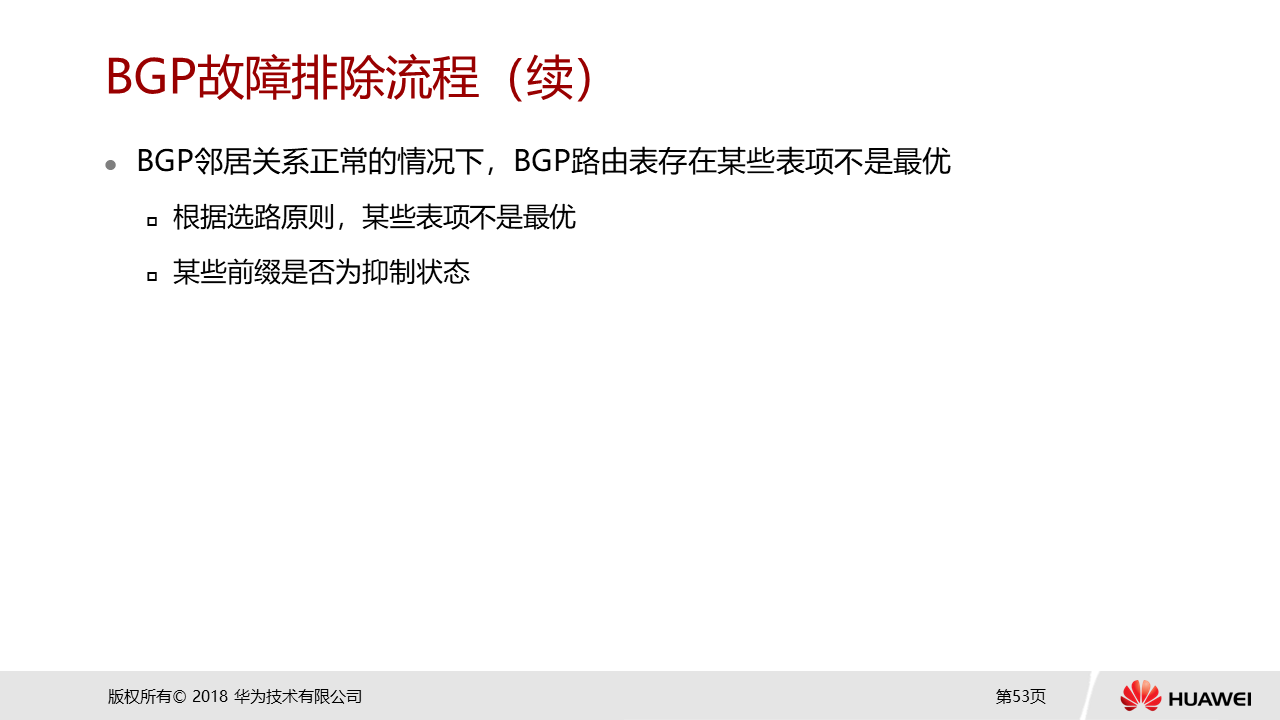 BGP故障排除流程（续）
BGP邻居关系正常的情况下，BGP路由表存在某些表项不是最优
根据选路原则，某些表项不是最优
某些前缀是否为抑制状态
版权所有© 2018 华为技术有限公司
第53页
HUAWEI